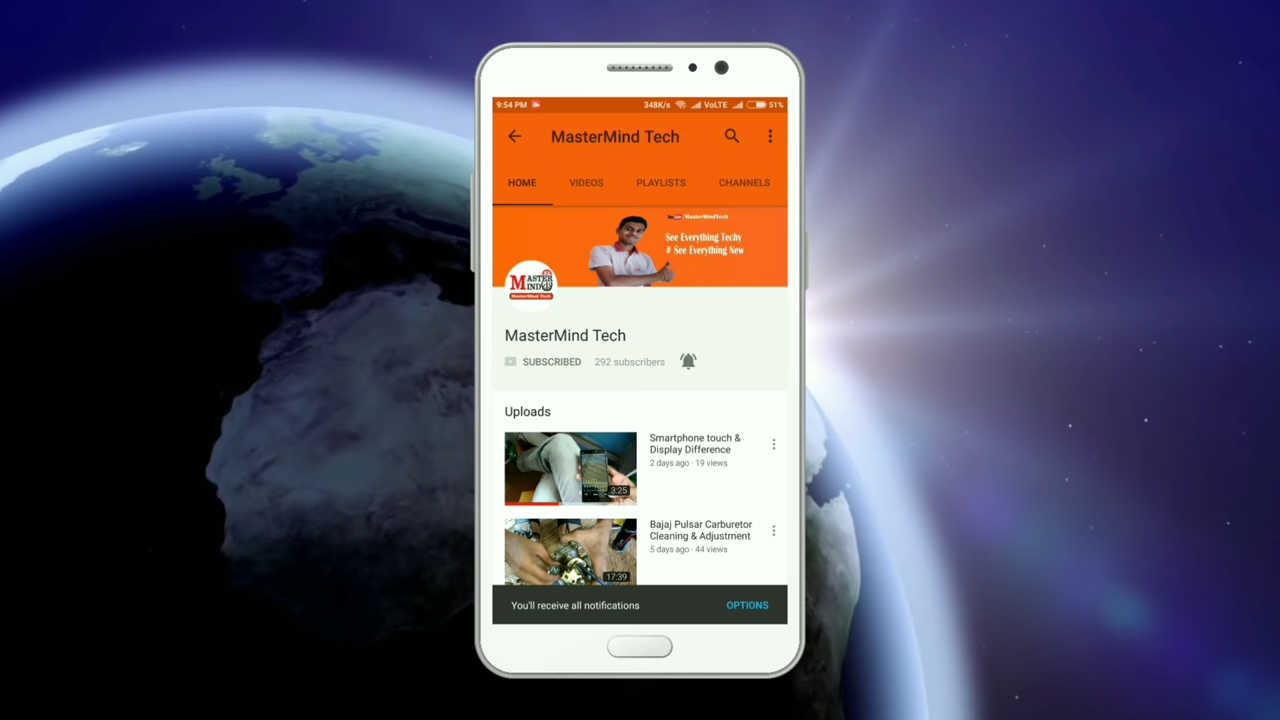 9:54 PM 348K/s VoLTE 51%
MasterMind Tech
HOME VIDEOS PLAYLISTS CHANNELS
You Tube /MasterMindTech
See Everything Techy
# See Everything New
MASTER
MIND
MasterMind Tech
MasterMind Tech
SUBSCRIBED 292 subscribers
Uploads
Smartphone touch &
Display Difference
2 days ago · 19 views
3:25
Bajaj Pulsar Carburetor
Cleaning & Adjustment
5 days ago · 44 views
17:39
You'll receive all notifications OPTIONS